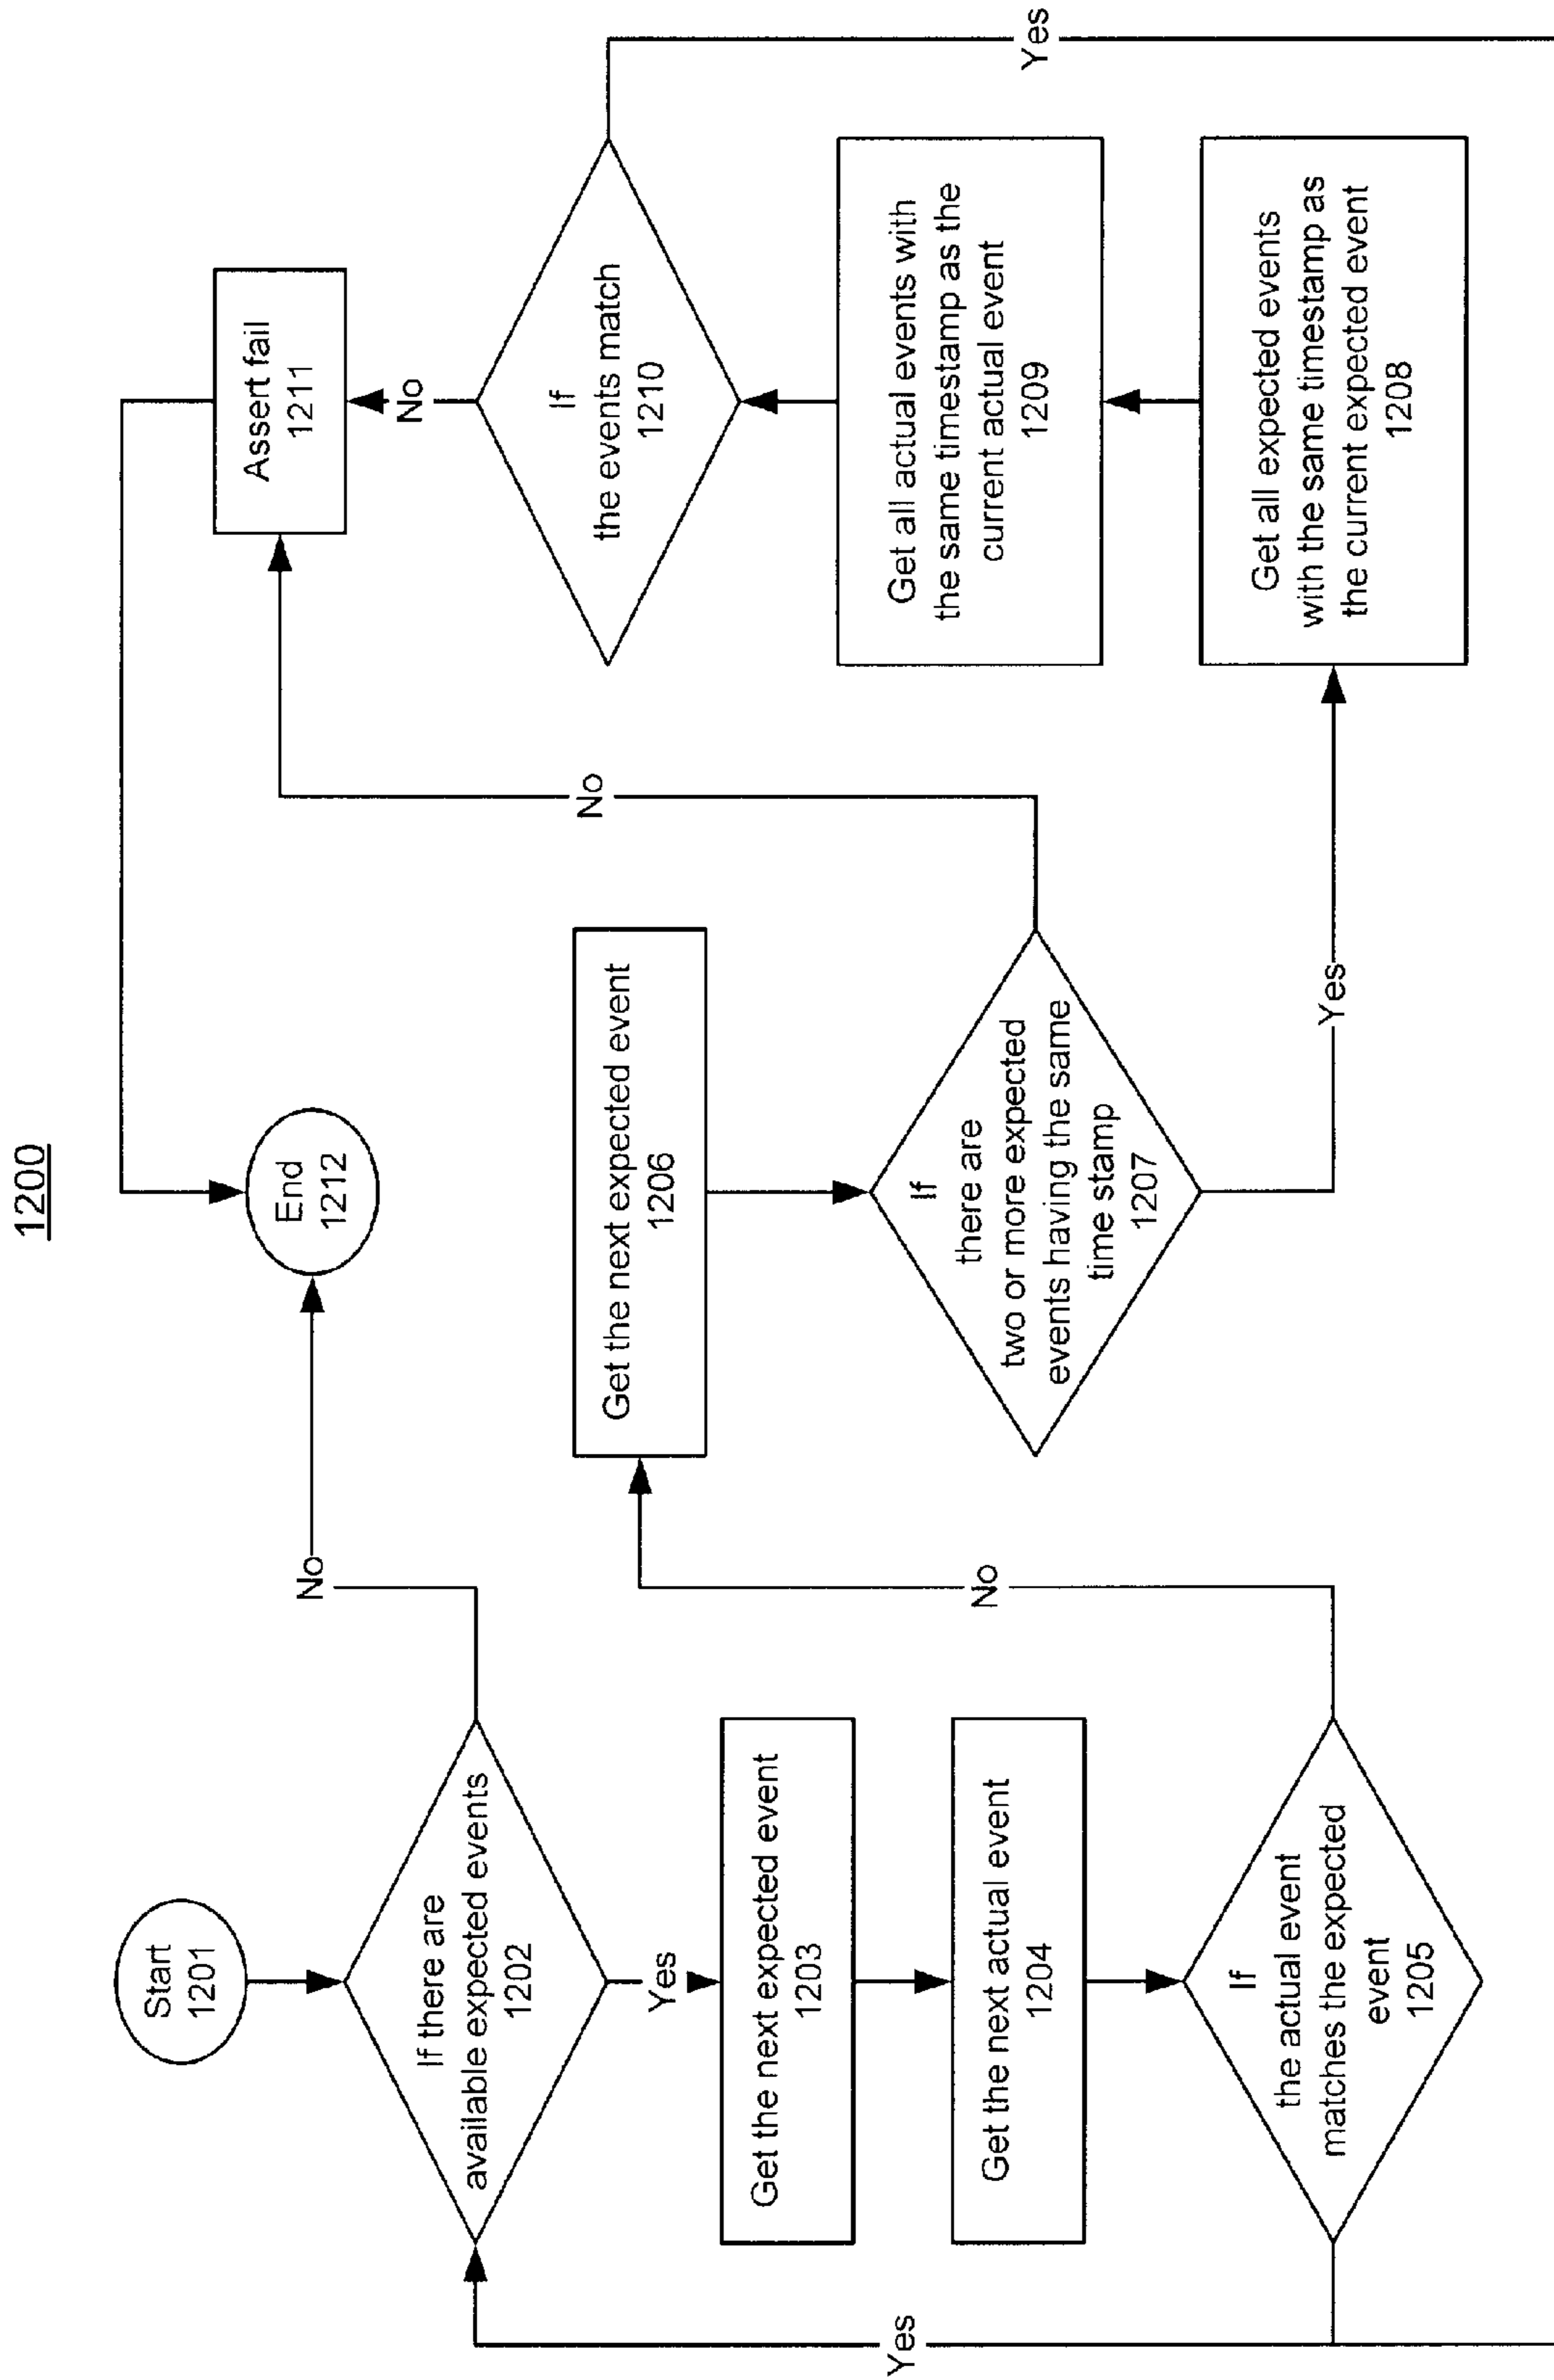 1200
Start
1201
If there are
available expected events
1202
No
Yes
Get the next expected event
1203
Get the next actual event
1204
If
the actual event
matches the expected
event
1205
Yes
No
End
1212
Get the next expected event
1206
If
there are
two or more expected
events having the same
time stamp
1207
No
Yes
Assert fail
1211
No
If
the events match
1210
Yes
Get all actual events with
the same timestamp as the
current actual event
1209
Get all expected events
with the same timestamp as
the current expected event
1208